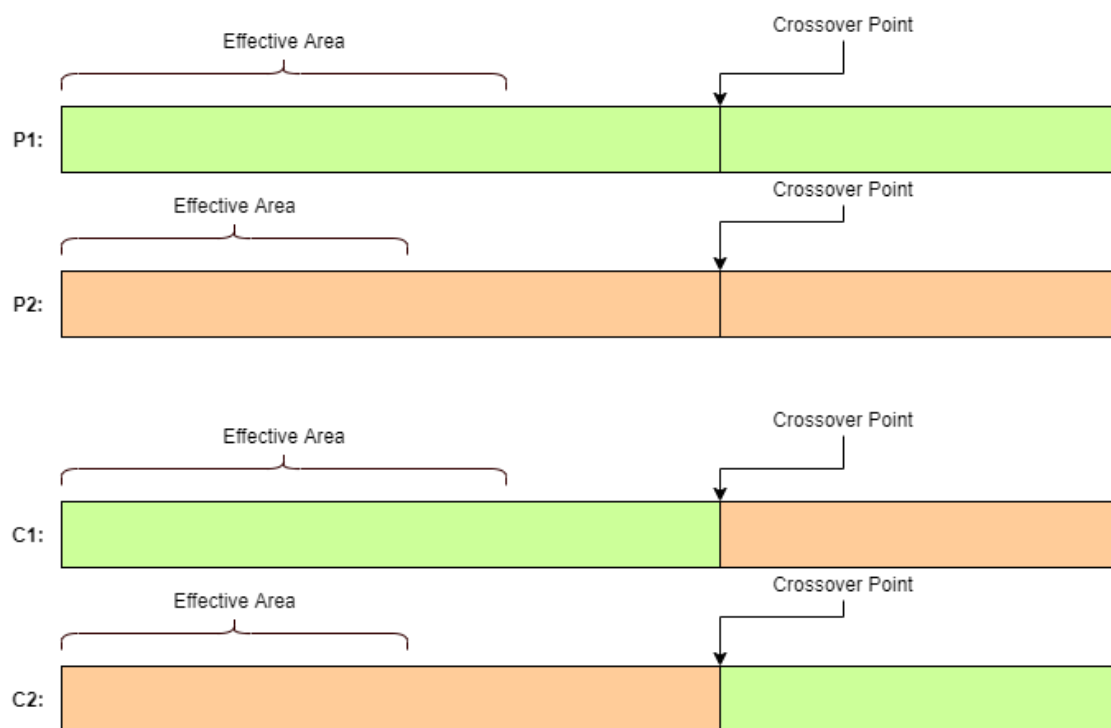 Crossover Point
Effective Area
P1:
Crossover Point
Effective Area
P2:
Crossover Point
Effective Area
C1:
Crossover Point
Effective Area
C2: